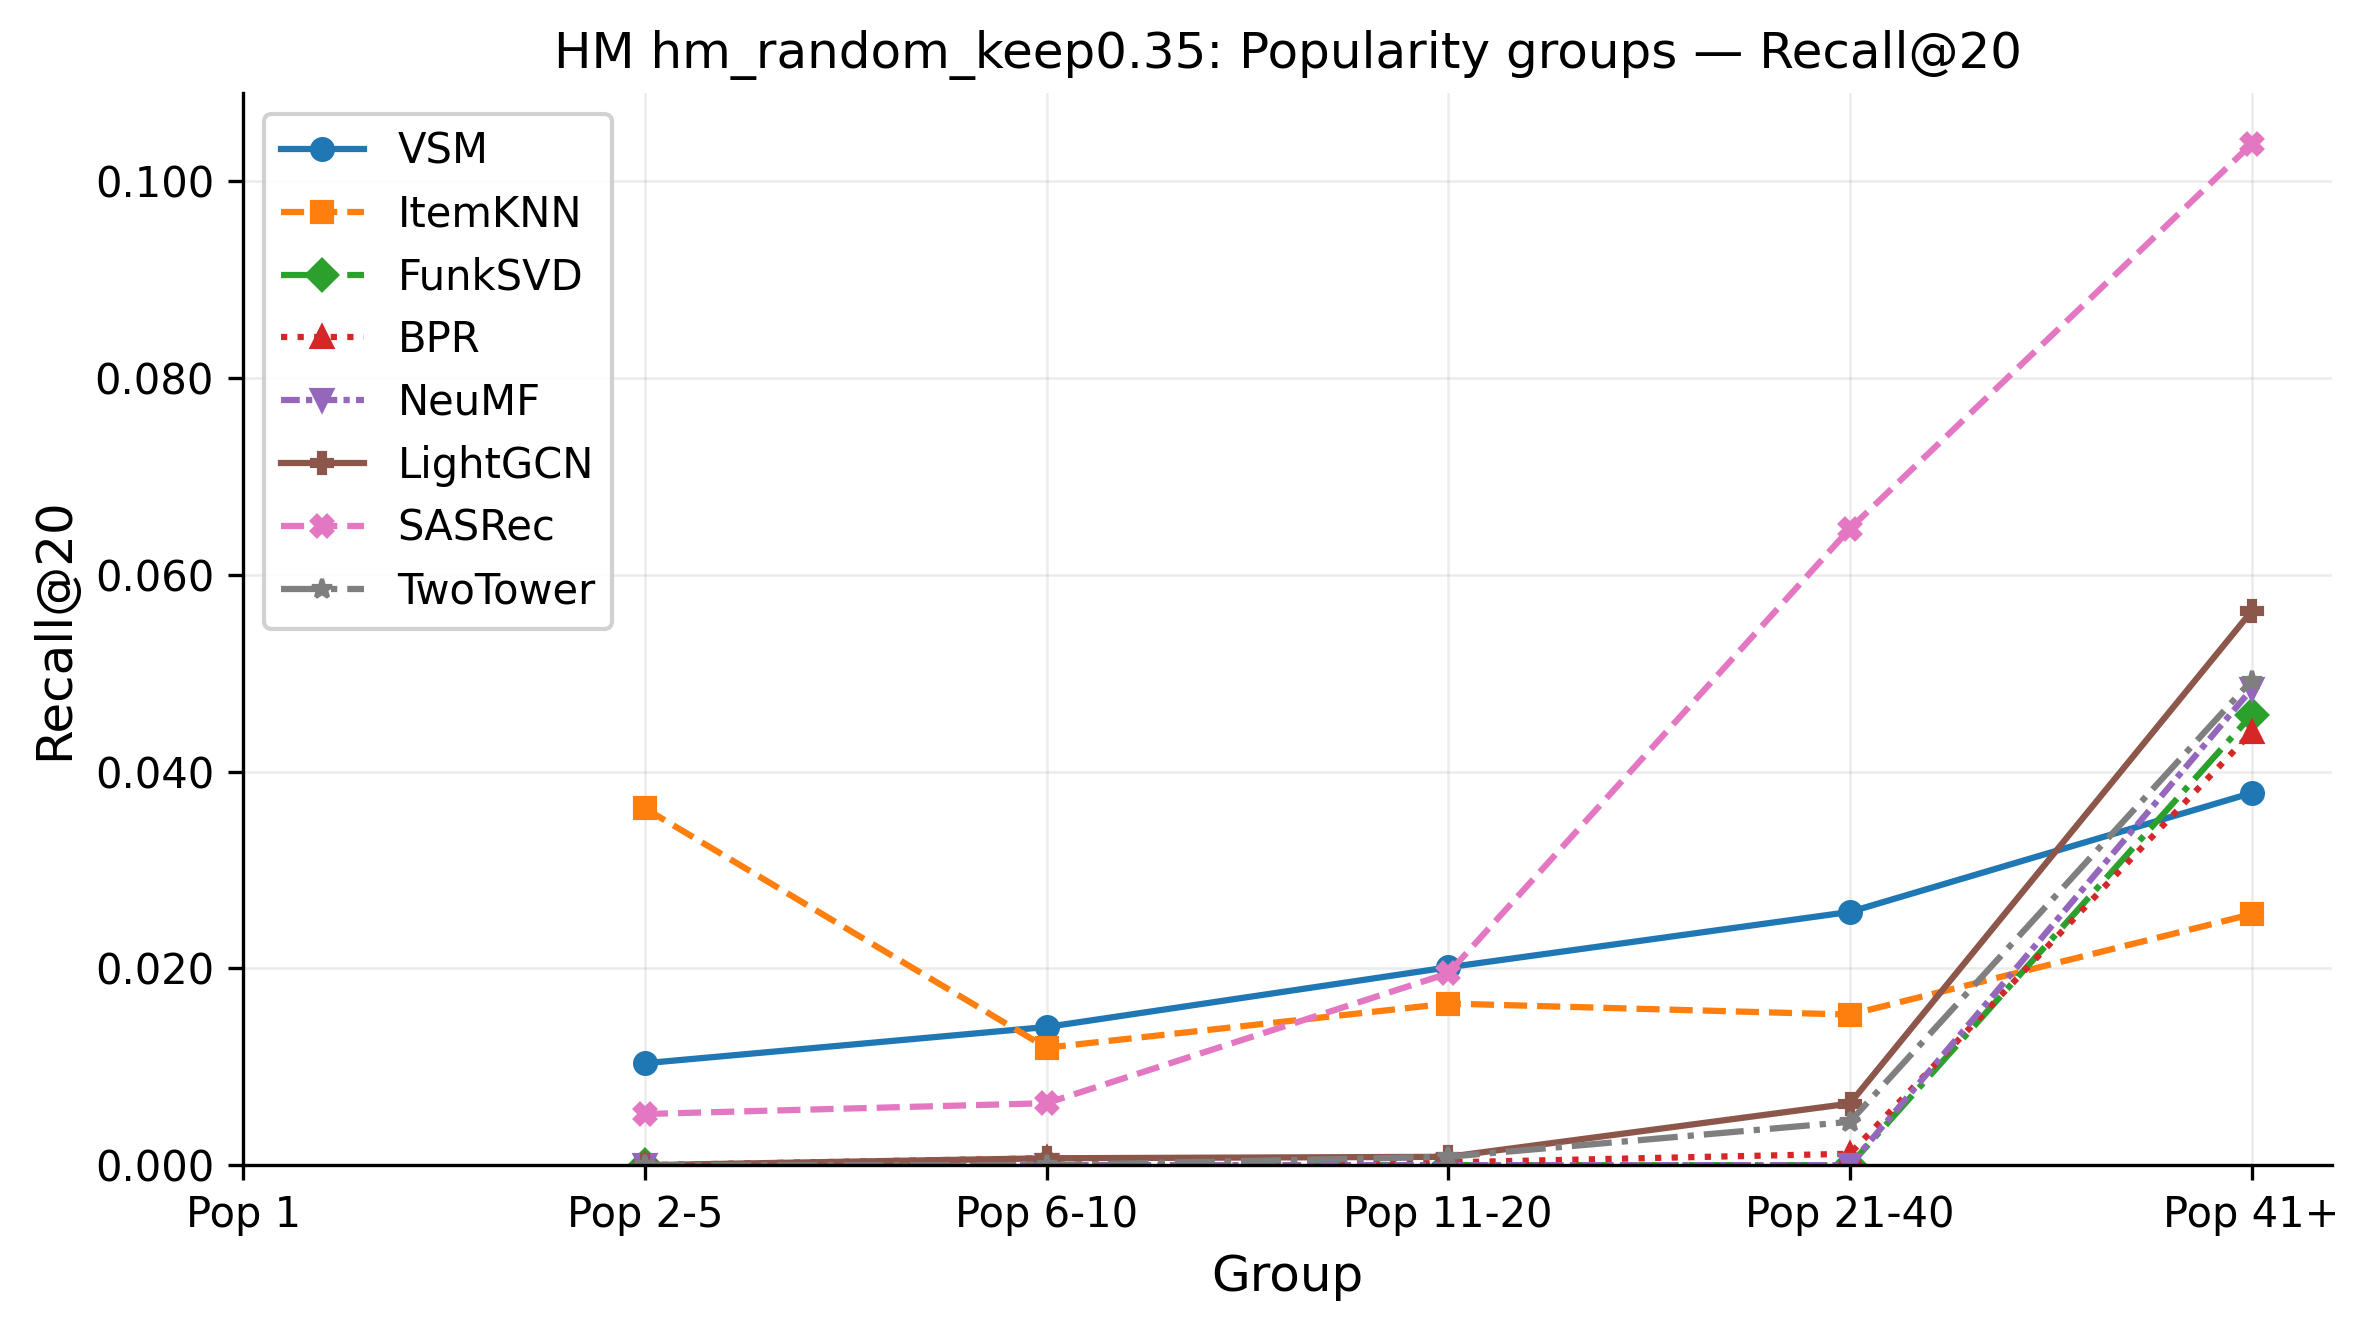 HM hm_random_keep0.35: Popularity groups — Recall@20
VSM
ItemKNN
FunkSVD
BPR
NeuMF
LightGCN
SASRec
TwoTower
Recall@20
0.100
0.080
0.060
0.040
0.020
0.000
Pop 1
Pop 2-5
Pop 6-10
Pop 11-20
Pop 21-40
Pop 41+
Group